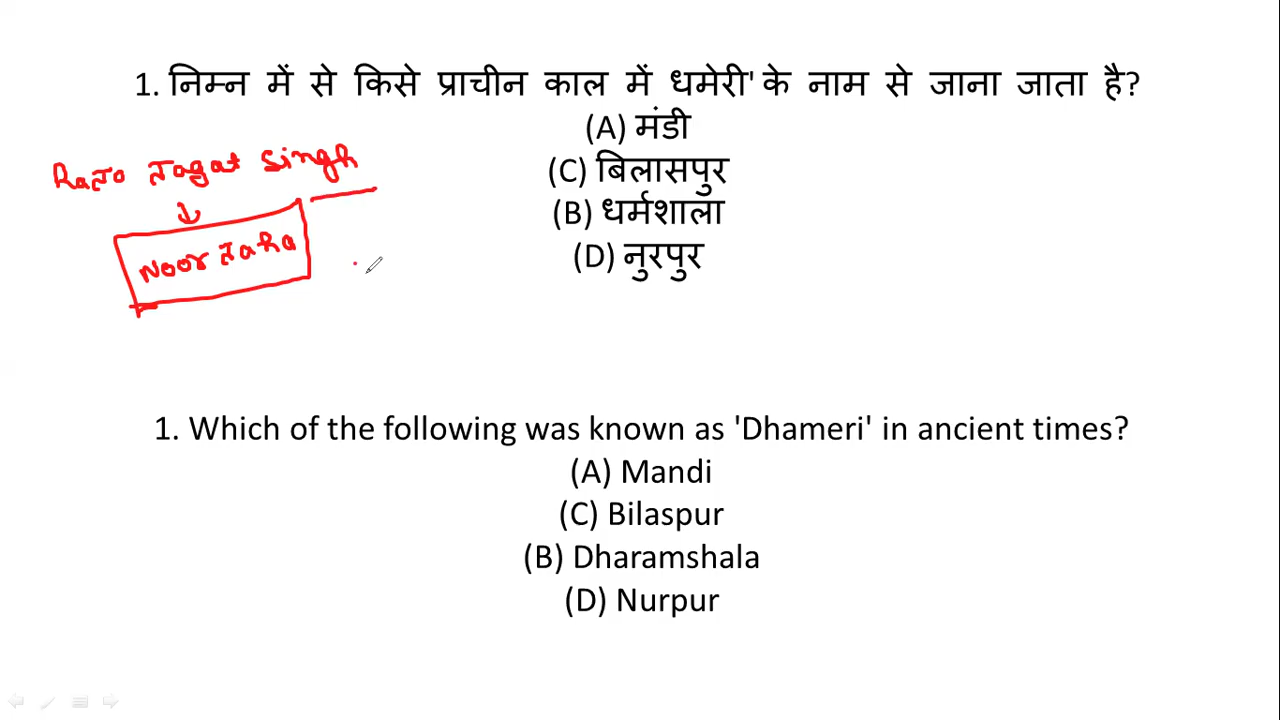 1. निम्न में से किसे प्राचीन काल में धमेरी' के नाम से जाना जाता है?
(A) मंडी
(C) बिलासपुर
(B) धर्मशाला
(D) नुरपुर
Raja Jagat Singh
Noor Jaha
1. Which of the following was known as 'Dhameri' in ancient times?
(A) Mandi
(C) Bilaspur
(B) Dharamshala
(D) Nurpur